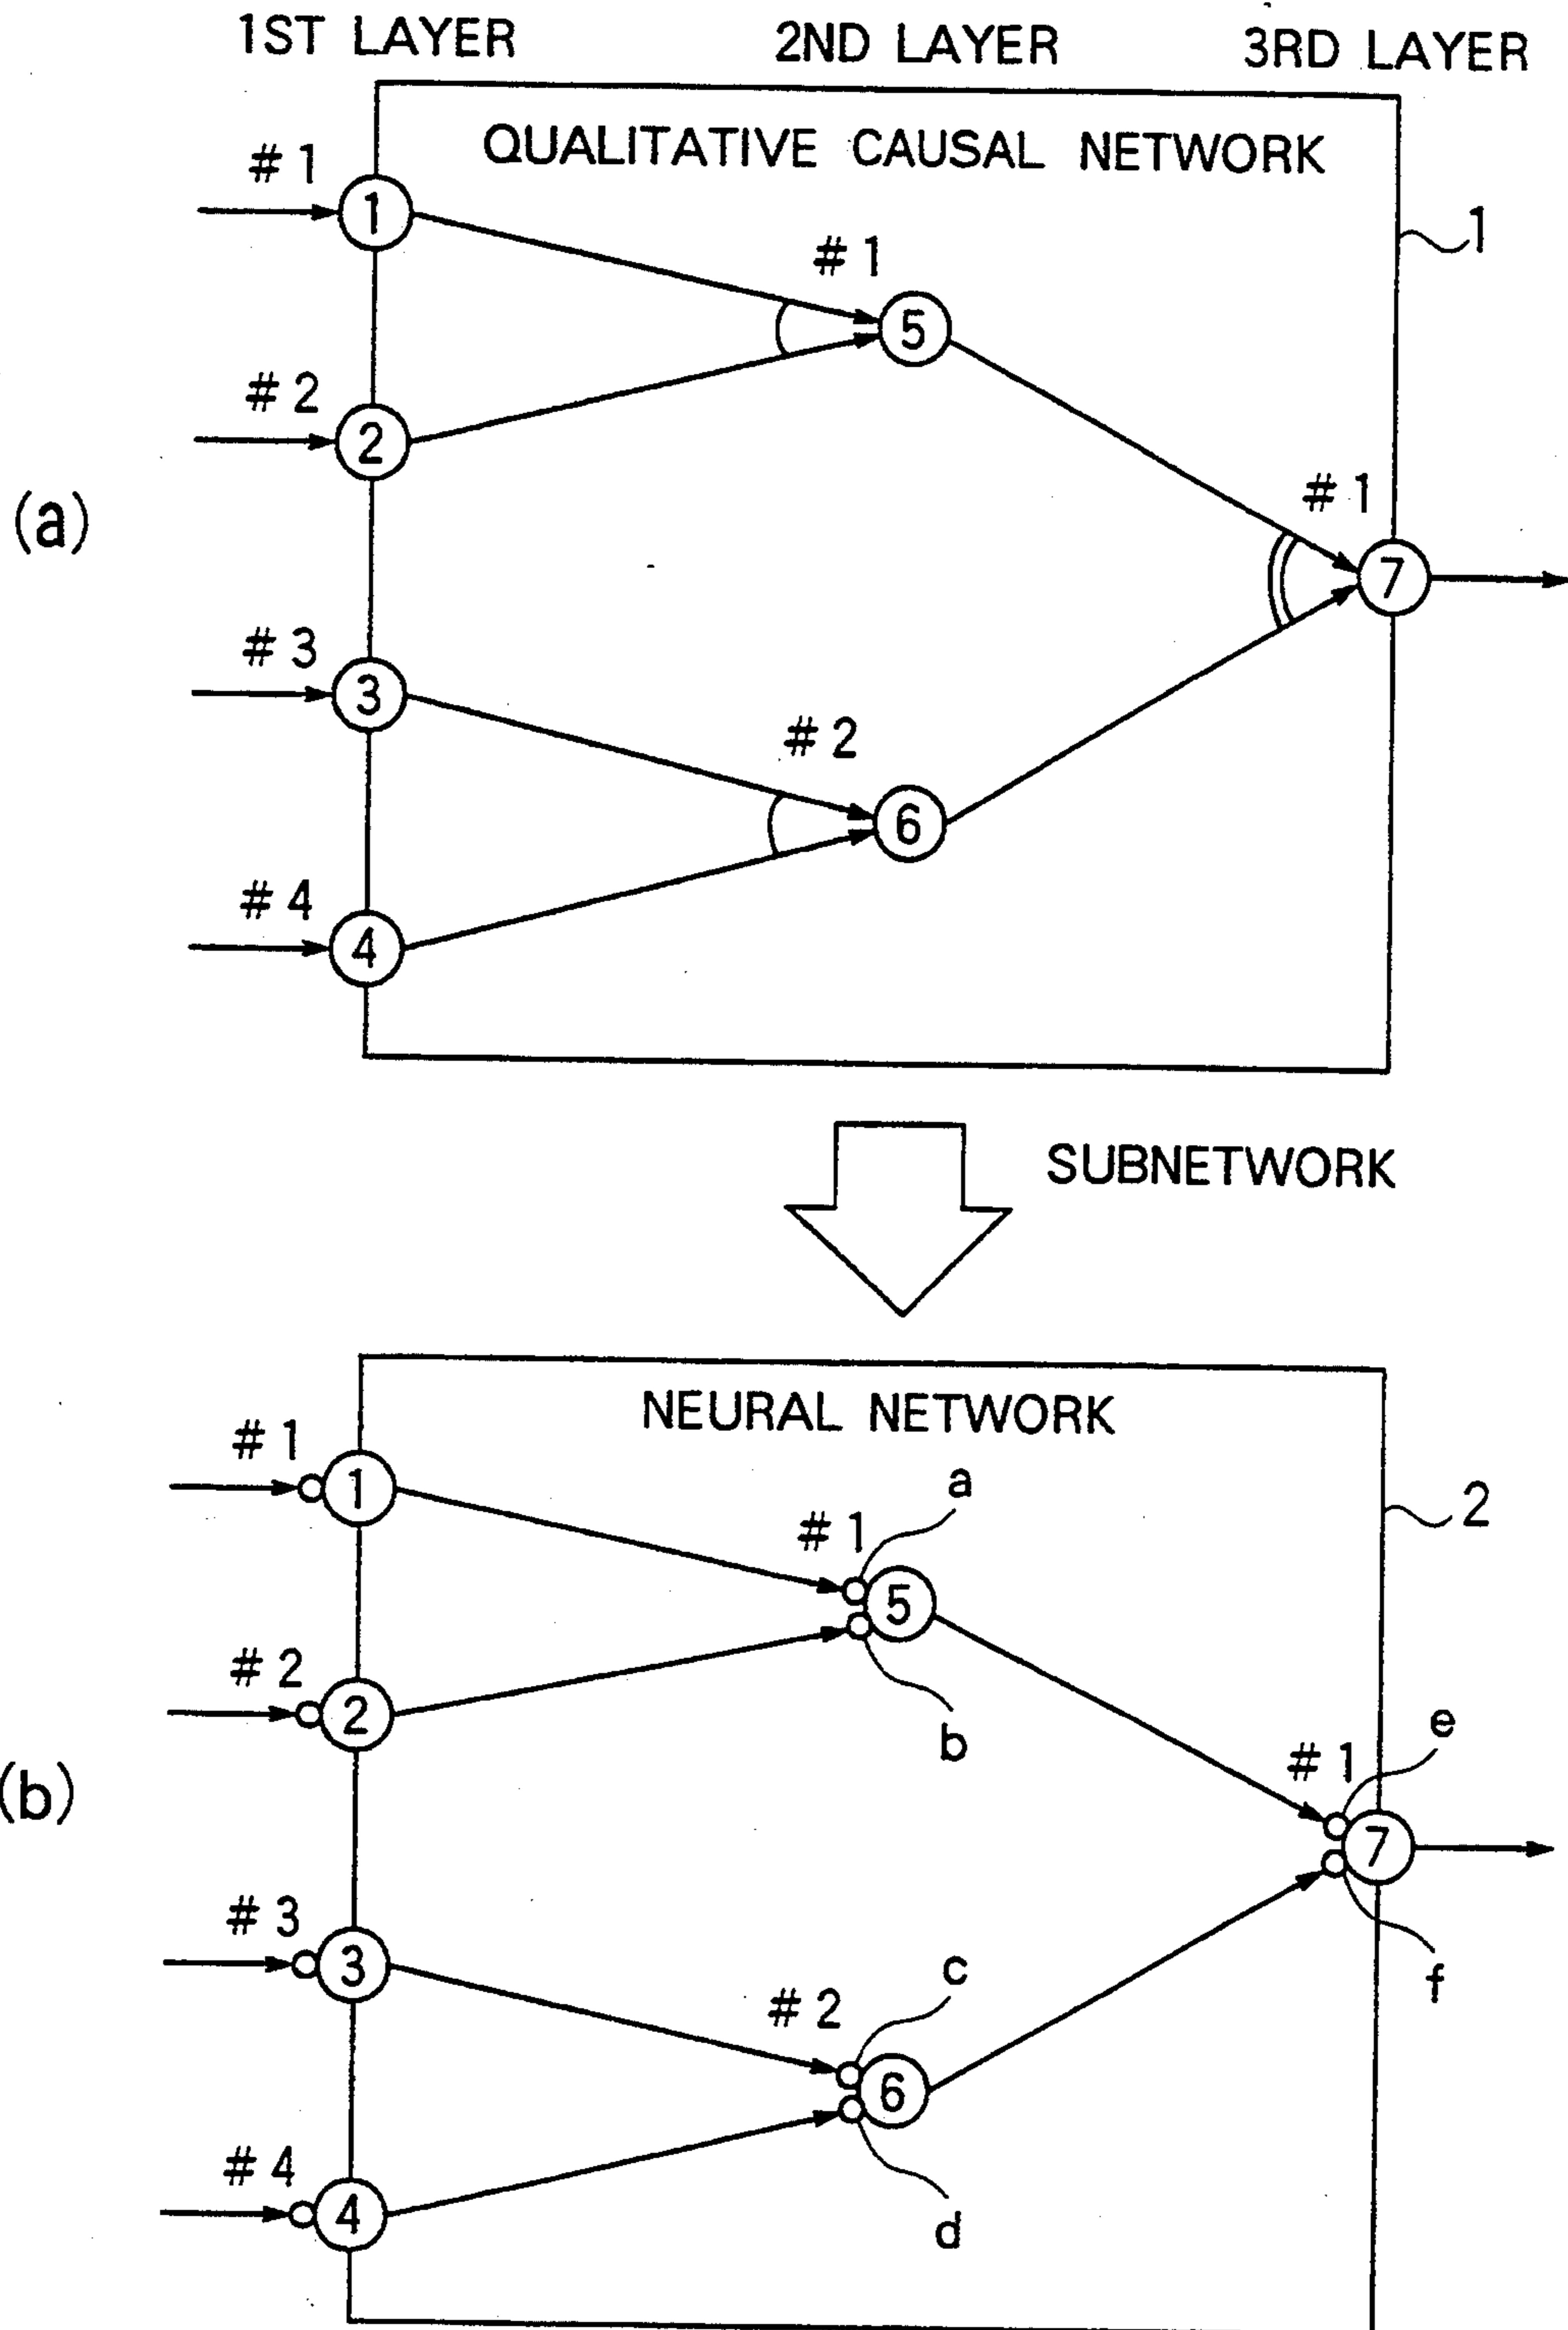 1ST LAYER 2ND LAYER 3RD LAYER
QUALITATIVE CAUSAL NETWORK
#1
1
1
#1
5
#2
2
(a)
#1
7
#3
3
#2
6
#4
4
SUBNETWORK
NEURAL NETWORK
#1
1
a
2
#1
5
#2
2
b
e
#1
7
(b)
#3
3
c
f
#2
6
#4
4
d